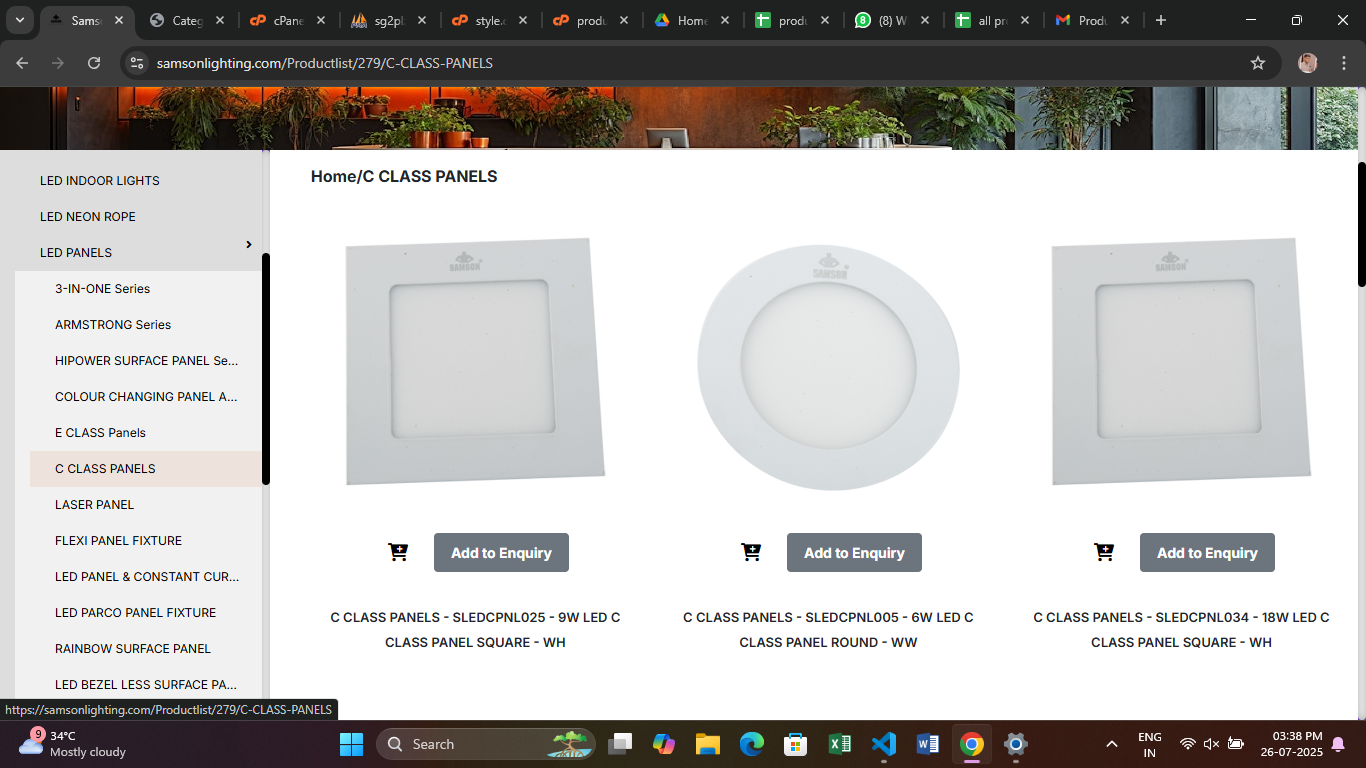 Sams
Categ
cPane
sg2pl
style.c
produ
Home
produ
(8) W
all pro
Produ
samsonlighting.com/Productlist/279/C-CLASS-PANELS
LED INDOOR LIGHTS
LED NEON ROPE
LED PANELS
3-IN-ONE Series
ARMSTRONG Series
HIPOWER SURFACE PANEL Se...
COLOUR CHANGING PANEL A...
E CLASS Panels
C CLASS PANELS
LASER PANEL
FLEXI PANEL FIXTURE
LED PANEL & CONSTANT CUR...
LED PARCO PANEL FIXTURE
RAINBOW SURFACE PANEL
LED BEZEL LESS SURFACE PA...
Home/C CLASS PANELS
SAMSON
SAMSON
SAMSON
Add to Enquiry
Add to Enquiry
Add to Enquiry
C CLASS PANELS - SLEDCPNL025 - 9W LED C
CLASS PANEL SQUARE - WH
C CLASS PANELS - SLEDCPNL005 - 6W LED C
CLASS PANEL ROUND - WW
C CLASS PANELS - SLEDCPNL034 - 18W LED C
CLASS PANEL SQUARE - WH
https://samsonlighting.com/Productlist/279/C-CLASS-PANELS
9
34°C
Mostly cloudy
Search
ENG
IN
03:38 PM
26-07-2025